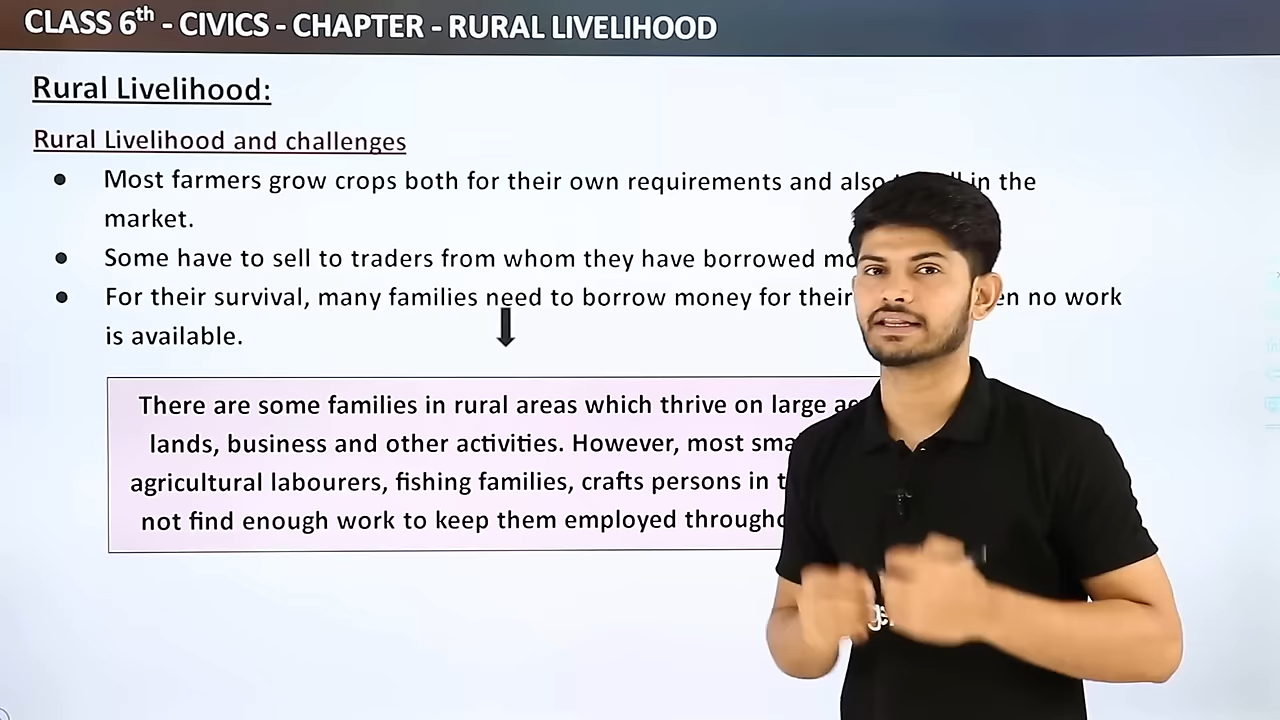 CLASS 6th - CIVICS - CHAPTER - RURAL LIVELIHOOD
Rural Livelihood:
Rural Livelihood and challenges
● Most farmers grow crops both for their own requirements and also in the
market.
● Some have to sell to traders from whom they have borrowed
● For their survival, many families need to borrow money for their no work
is available.
There are some families in rural areas which thrive on large
lands, business and other activities. However, most
agricultural labourers, fishing families, crafts persons in
not find enough work to keep them employed